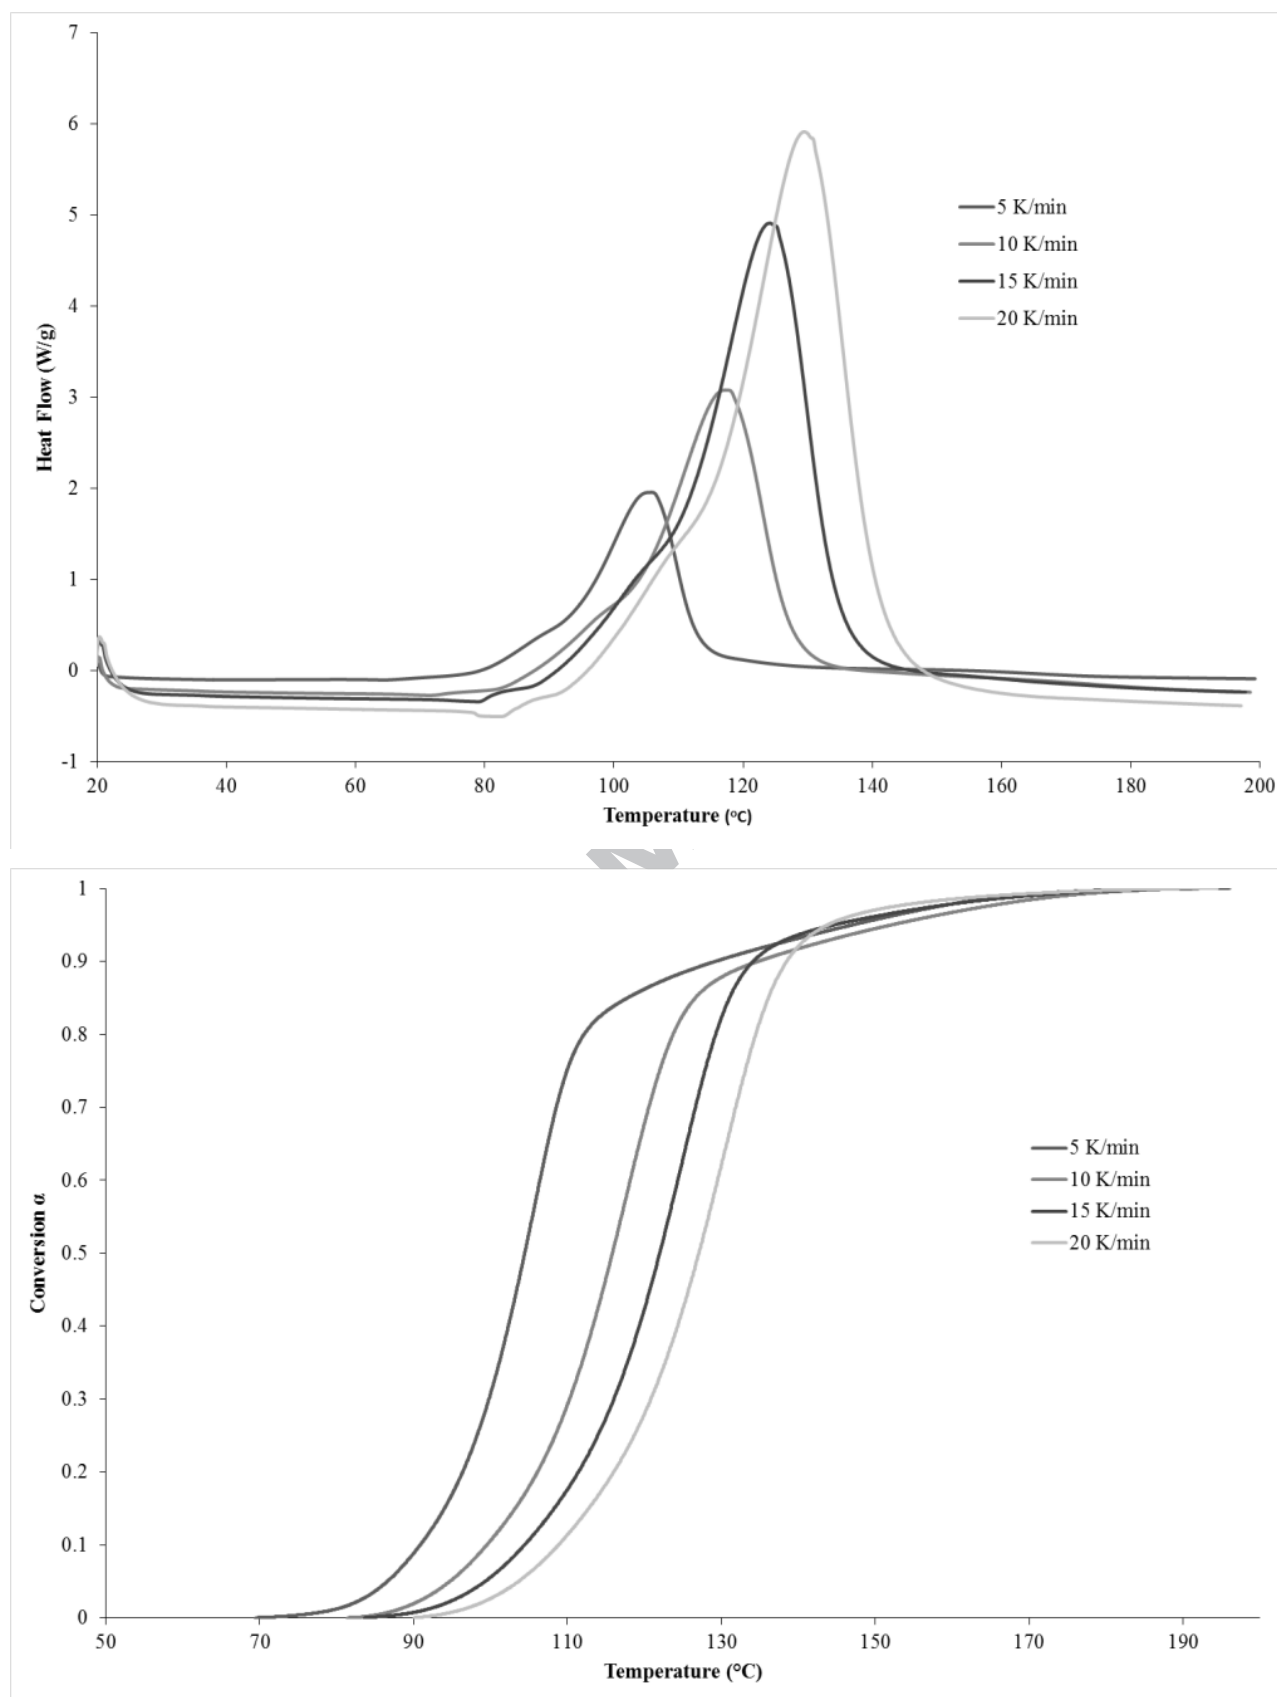 7
6
5
4
3
2
1
0
-1
Heat Flow (W/g)
5 K/min
10 K/min
15 K/min
20 K/min
20 40 60 80 100 120 140 160 180 200
Temperature (°C)
1
0.9
0.8
0.7
0.6
0.5
0.4
0.3
0.2
0.1
0
Conversion α
5 K/min
10 K/min
15 K/min
20 K/min
50 70 90 110 130 150 170 190
Temperature (°C)